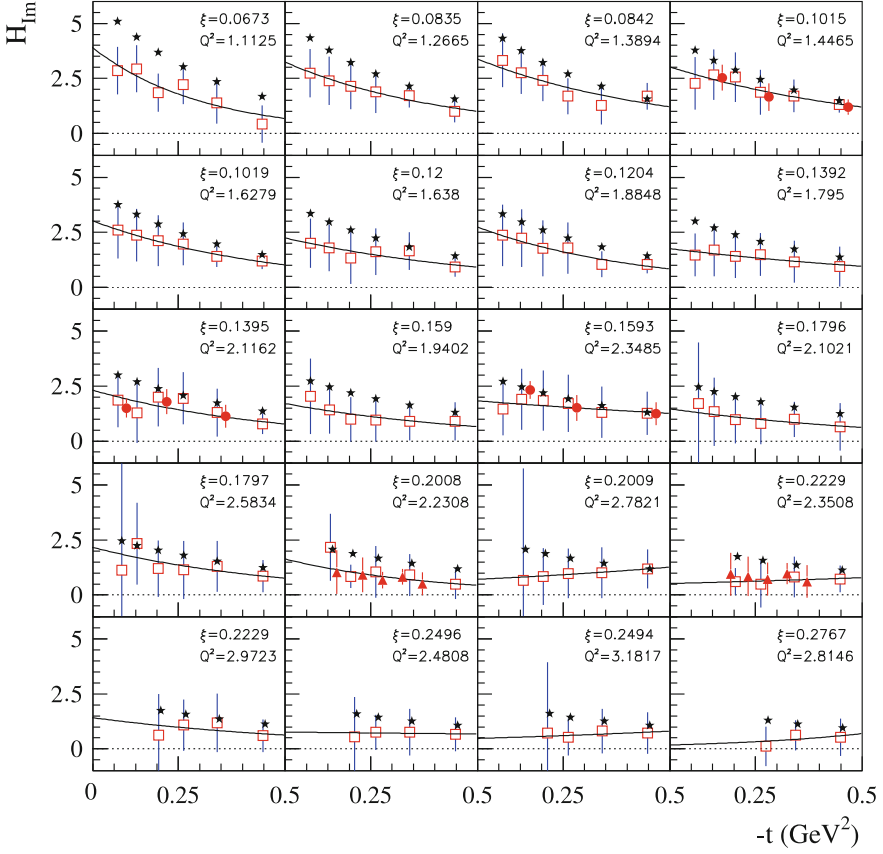 H_Im
5 ξ=0.0673 ξ=0.0835 ξ=0.0842 ξ=0.1015
Q²=1.1125 Q²=1.2665 Q²=1.3894 Q²=1.4465
2.5
0
5 ξ=0.1019 ξ=0.12 ξ=0.1204 ξ=0.1392
Q²=1.6279 Q²=1.638 Q²=1.8848 Q²=1.795
2.5
0
5 ξ=0.1395 ξ=0.159 ξ=0.1593 ξ=0.1796
Q²=2.1162 Q²=1.9402 Q²=2.3485 Q²=2.1021
2.5
0
5 ξ=0.1797 ξ=0.2008 ξ=0.2009 ξ=0.2229
Q²=2.5834 Q²=2.2308 Q²=2.7821 Q²=2.3508
2.5
0
5 ξ=0.2229 ξ=0.2496 ξ=0.2494 ξ=0.2767
Q²=2.9723 Q²=2.4808 Q²=3.1817 Q²=2.8146
2.5
0
0 0.25 0.5 0.25 0.5 0.25 0.5 0.25 0.5
-t (GeV²)